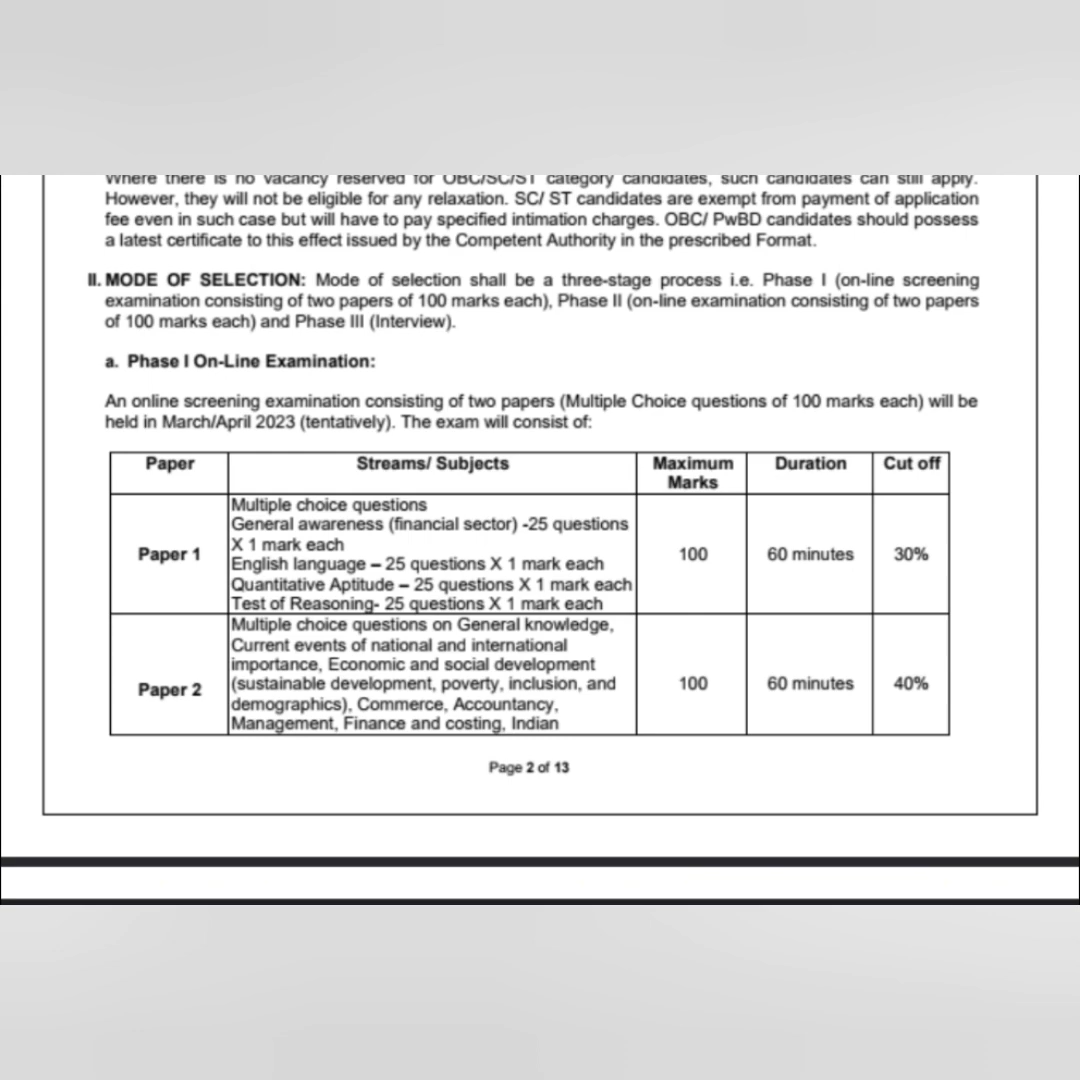 Where there is no vacancy reserved for OBC/SC/ST category candidates, such candidates can still apply.
However, they will not be eligible for any relaxation. SC/ ST candidates are exempt from payment of application
fee even in such case but will have to pay specified intimation charges. OBC/ PwBD candidates should possess
a latest certificate to this effect issued by the Competent Authority in the prescribed Format.
II. MODE OF SELECTION: Mode of selection shall be a three-stage process i.e. Phase I (on-line screening
examination consisting of two papers of 100 marks each), Phase II (on-line examination consisting of two papers
of 100 marks each) and Phase III (Interview).
a. Phase I On-Line Examination:
An online screening examination consisting of two papers (Multiple Choice questions of 100 marks each) will be
held in March/April 2023 (tentatively). The exam will consist of:
Paper Streams/ Subjects Maximum Marks Duration Cut off
Paper 1
Multiple choice questions
General awareness (financial sector) -25 questions
X 1 mark each
English language – 25 questions X 1 mark each
Quantitative Aptitude – 25 questions X 1 mark each
Test of Reasoning- 25 questions X 1 mark each
100 60 minutes 30%
Paper 2
Multiple choice questions on General knowledge,
Current events of national and international
importance, Economic and social development
(sustainable development, poverty, inclusion, and
demographics), Commerce, Accountancy,
Management, Finance and costing, Indian
100 60 minutes 40%
Page 2 of 13